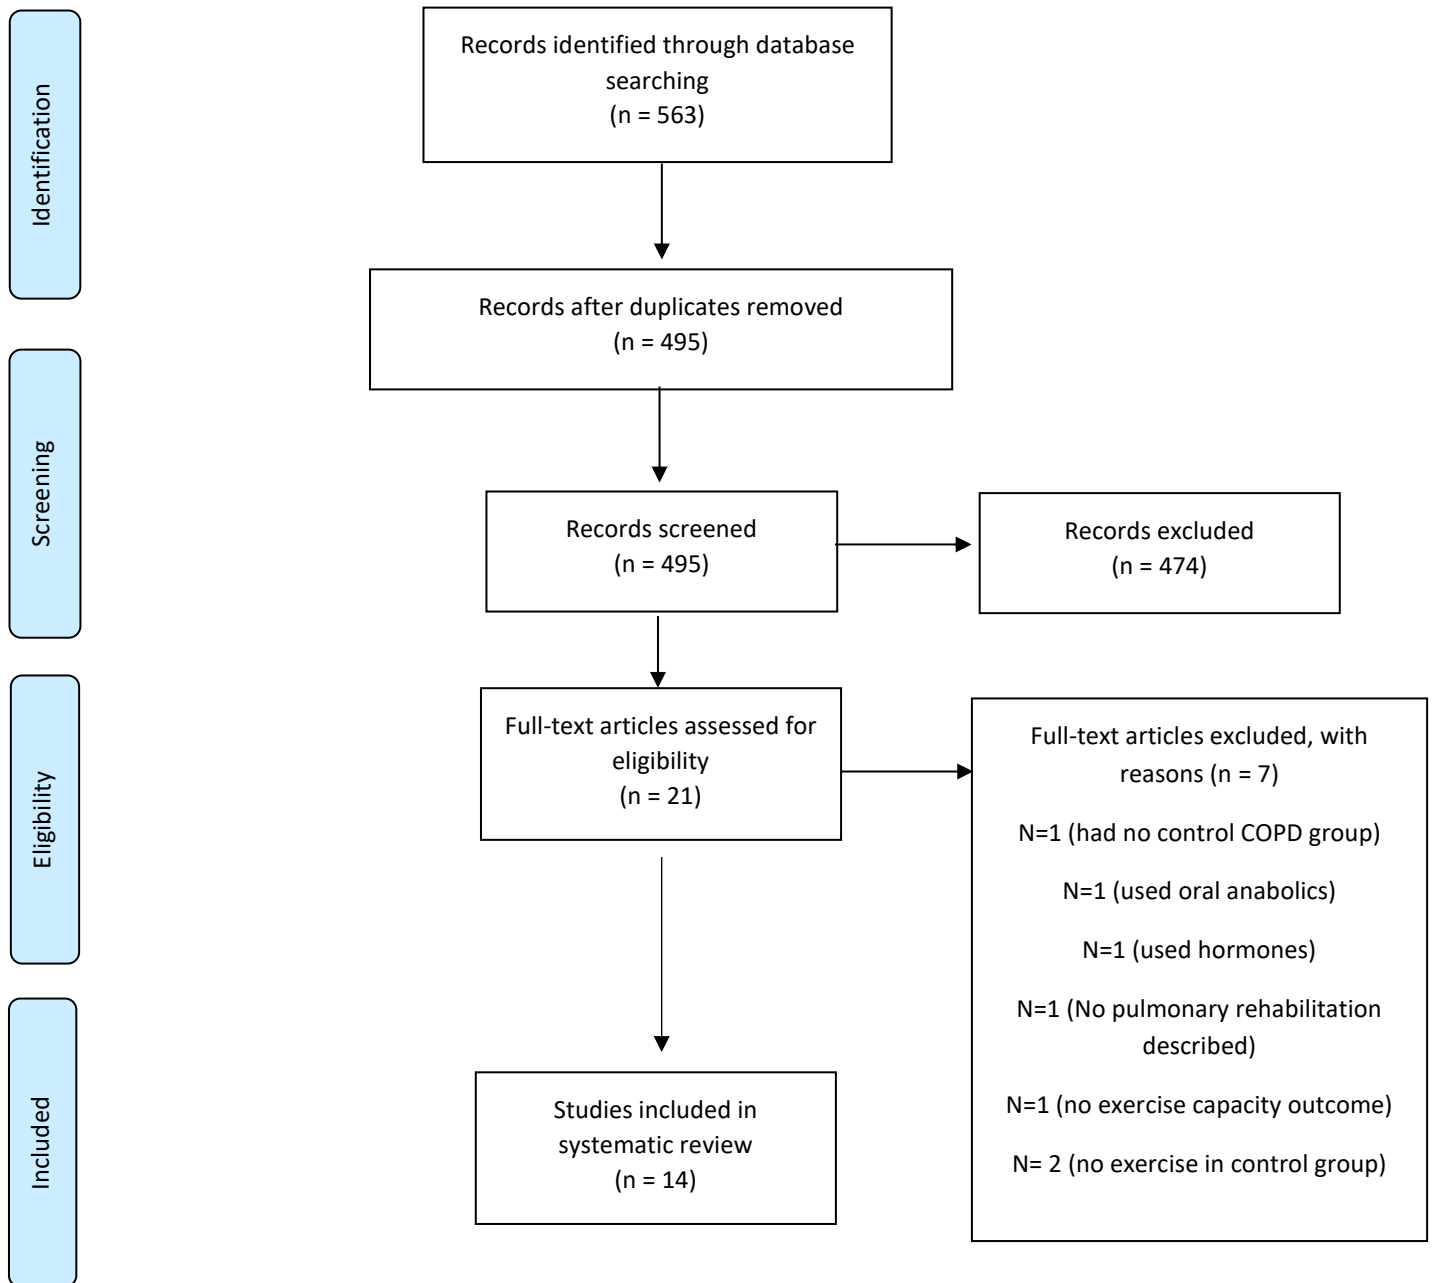 Identification
Records identified through database
searching
(n = 563)
Records after duplicates removed
(n = 495)
Screening
Records screened
(n = 495)
Records excluded
(n = 474)
Eligibility
Full-text articles assessed for
eligibility
(n = 21)
Full-text articles excluded, with
reasons (n = 7)
N=1 (had no control COPD group)
N=1 (used oral anabolics)
N=1 (used hormones)
N=1 (No pulmonary rehabilitation
described)
N=1 (no exercise capacity outcome)
N= 2 (no exercise in control group)
Included
Studies included in
systematic review
(n = 14)